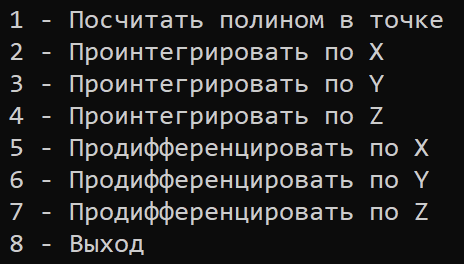 1 - Посчитать полином в точке
2 - Проинтегрировать по X
3 - Проинтегрировать по Y
4 - Проинтегрировать по Z
5 - Продифференцировать по X
6 - Продифференцировать по Y
7 - Продифференцировать по Z
8 - Выход